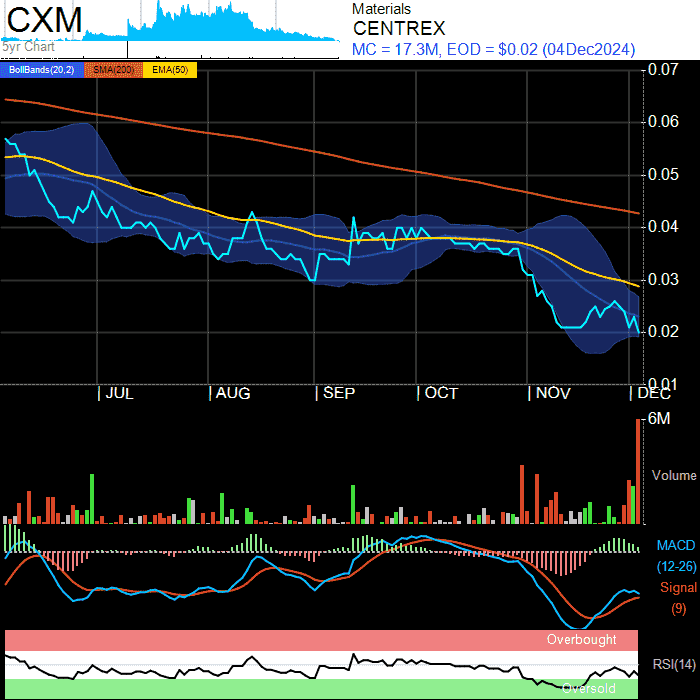 CXM
5yr Chart
Materials
CENTREX
MC = 17.3M, EOD = $0.02 (04Dec2024)
BollBands(20,2) SMA(200) EMA(50)
0.07
0.06
0.05
0.04
0.03
0.02
0.01
| JUL | AUG | SEP | OCT | NOV | DEC
6M
Volume
MACD
(12-26)
Signal
(9)
Overbought
RSI(14)
Oversold